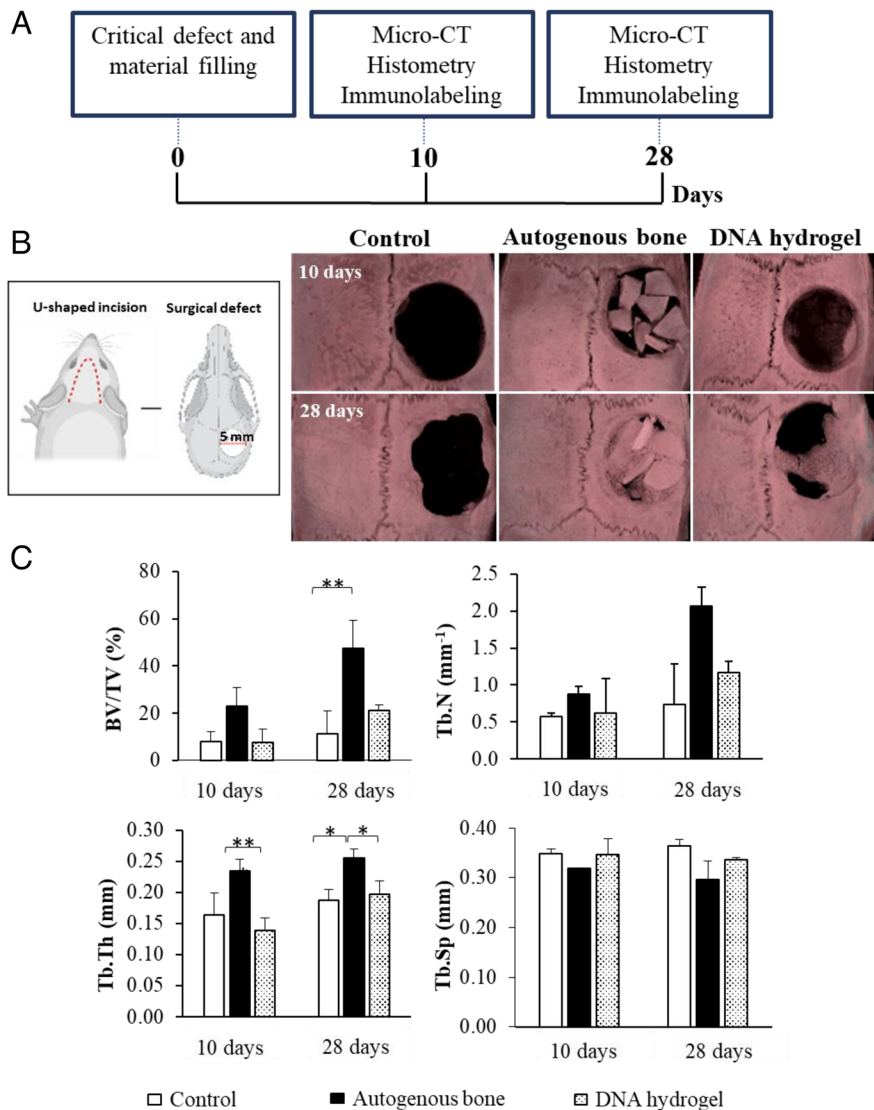 A
Critical defect and
material filling
Micro-CT
Histometry
Immunolabeling
Micro-CT
Histometry
Immunolabeling
0
10
28
Days
B
Control
Autogenous bone
DNA hydrogel
10 days
28 days
U-shaped incision
Surgical defect
5 mm
C
BV/TV (%)
80
60
40
20
0
**
10 days
28 days
Tb.N (mm-1)
2.5
2.0
1.5
1.0
0.5
0.0
10 days
28 days
Tb.Th (mm)
0.30
0.25
0.20
0.15
0.10
0.05
0.00
**
*
*
10 days
28 days
Tb.Sp (mm)
0.40
0.30
0.20
0.10
0.00
10 days
28 days
Control
Autogenous bone
DNA hydrogel